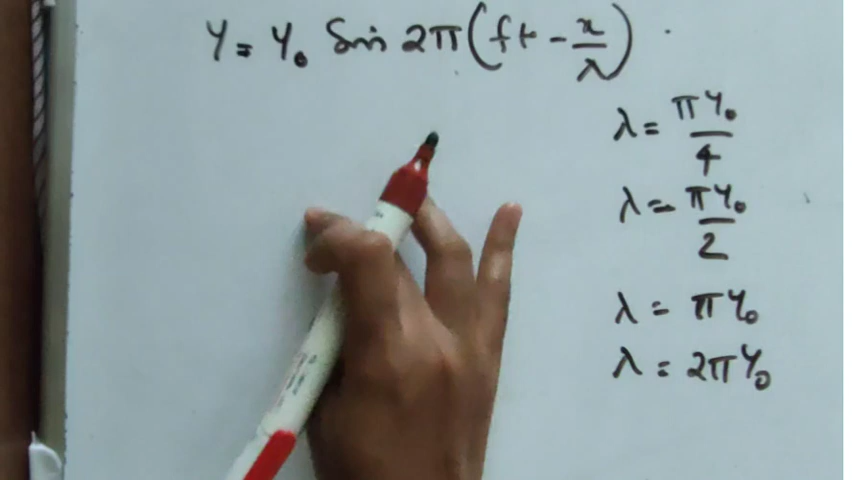 Y = Y₀ Sin 2π(ft - x/λ)
λ = πY₀/4
λ = πY₀/2
λ = πY₀
λ = 2πY₀